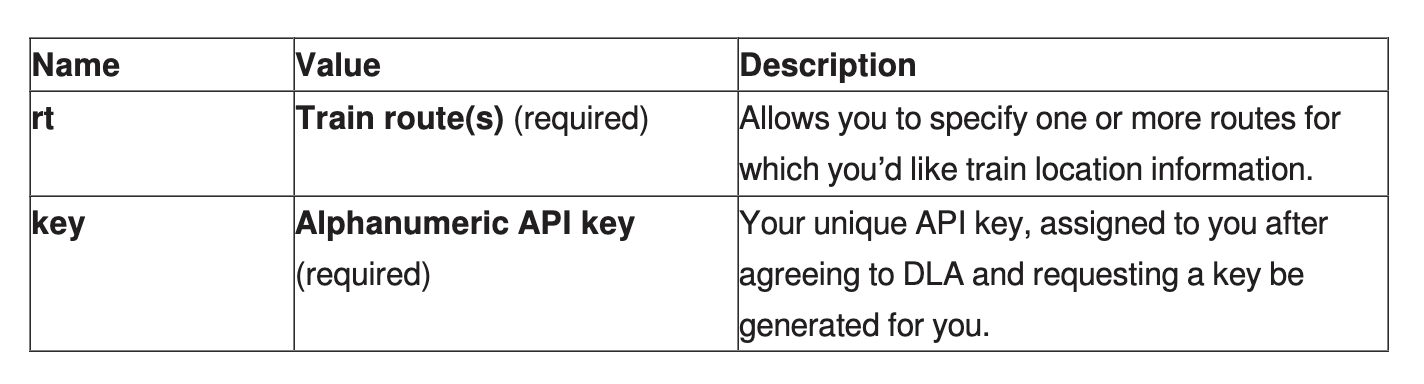 Name Value Description
rt Train route(s) (required) Allows you to specify one or more routes for
which you’d like train location information.
key Alphanumeric API key Your unique API key, assigned to you after
(required) agreeing to DLA and requesting a key be
generated for you.